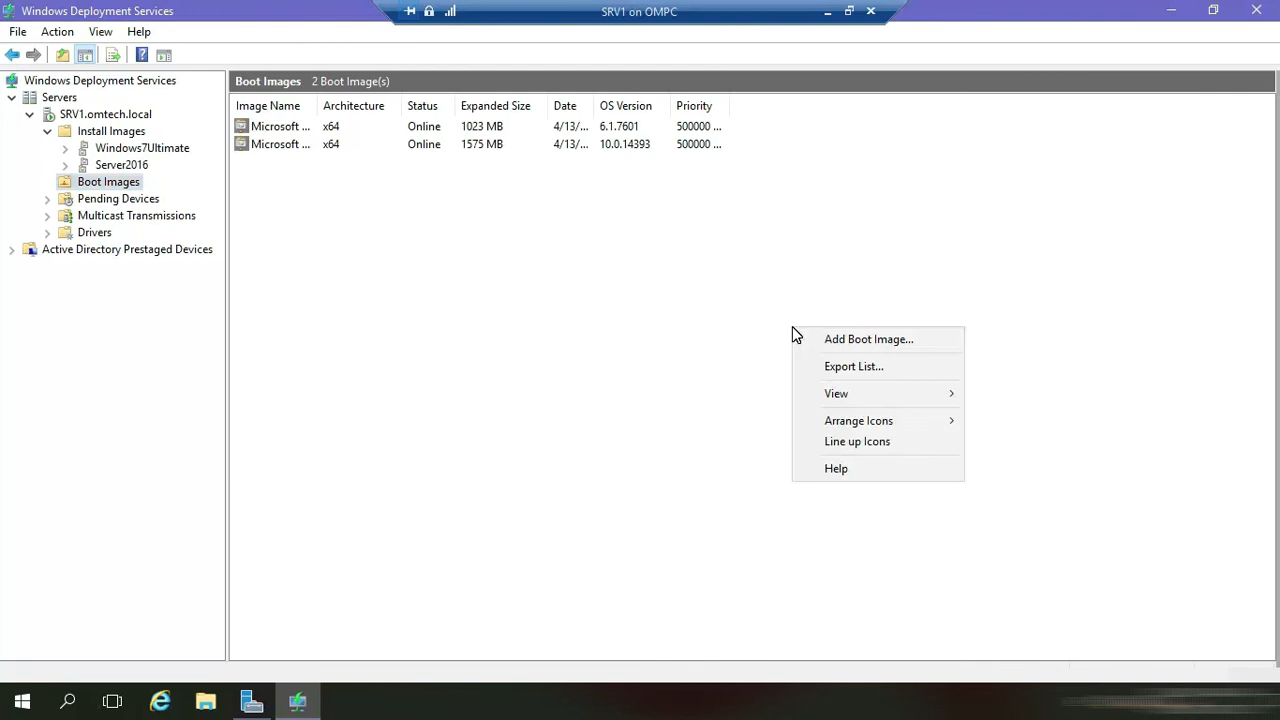 Windows Deployment Services
SRV1 on OMPC
File Action View Help
Windows Deployment Services
Servers
SRV1.omtech.local
Install Images
Windows7Ultimate
Server2016
Boot Images
Pending Devices
Multicast Transmissions
Drivers
Active Directory Prestaged Devices
Boot Images 2 Boot Image(s)
Image Name Architecture Status Expanded Size Date OS Version Priority
Microsoft ... x64 Online 1023 MB 4/13/... 6.1.7601 500000 ...
Microsoft ... x64 Online 1575 MB 4/13/... 10.0.14393 500000 ...
Add Boot Image...
Export List...
View
Arrange Icons
Line up Icons
Help